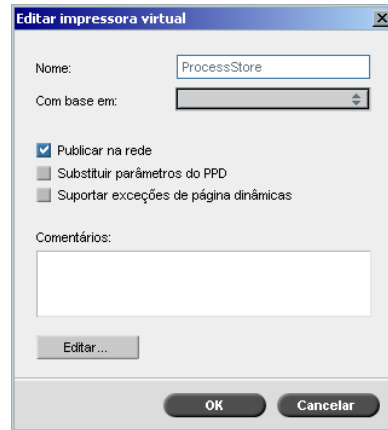 Editar impressora virtual
Nome: ProcessStore
Com base em:
Publicar na rede
Substituir parâmetros do PPD
Suportar exceções de página dinâmicas
Comentários:
Editar...
OK Cancelar